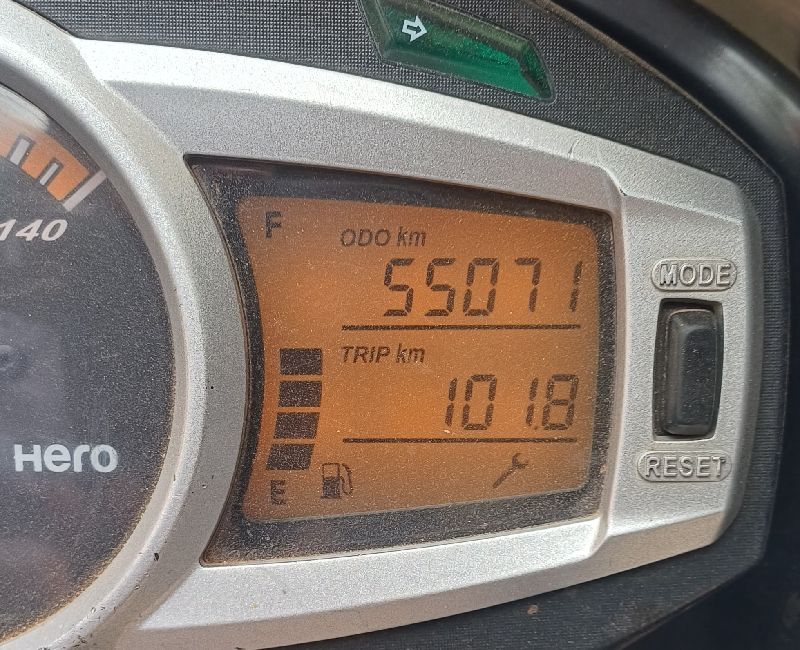 140
Hero
F
ODO km
55071
TRIP km
101.8
E
MODE
RESET